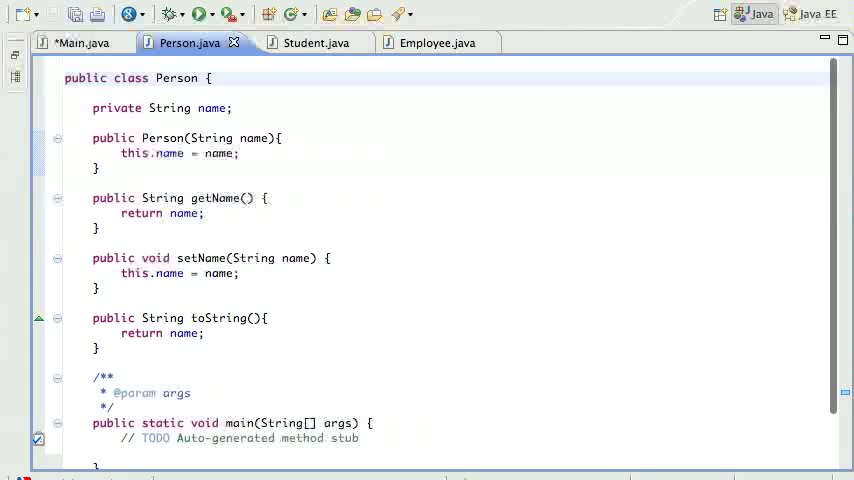 Java
Java EE
*Main.java
Person.java
Student.java
Employee.java
public class Person {
private String name;
public Person(String name){
this.name = name;
}
public String getName() {
return name;
}
public void setName(String name) {
this.name = name;
}
public String toString(){
return name;
}
/**
* @param args
*/
public static void main(String[] args) {
// TODO Auto-generated method stub
}